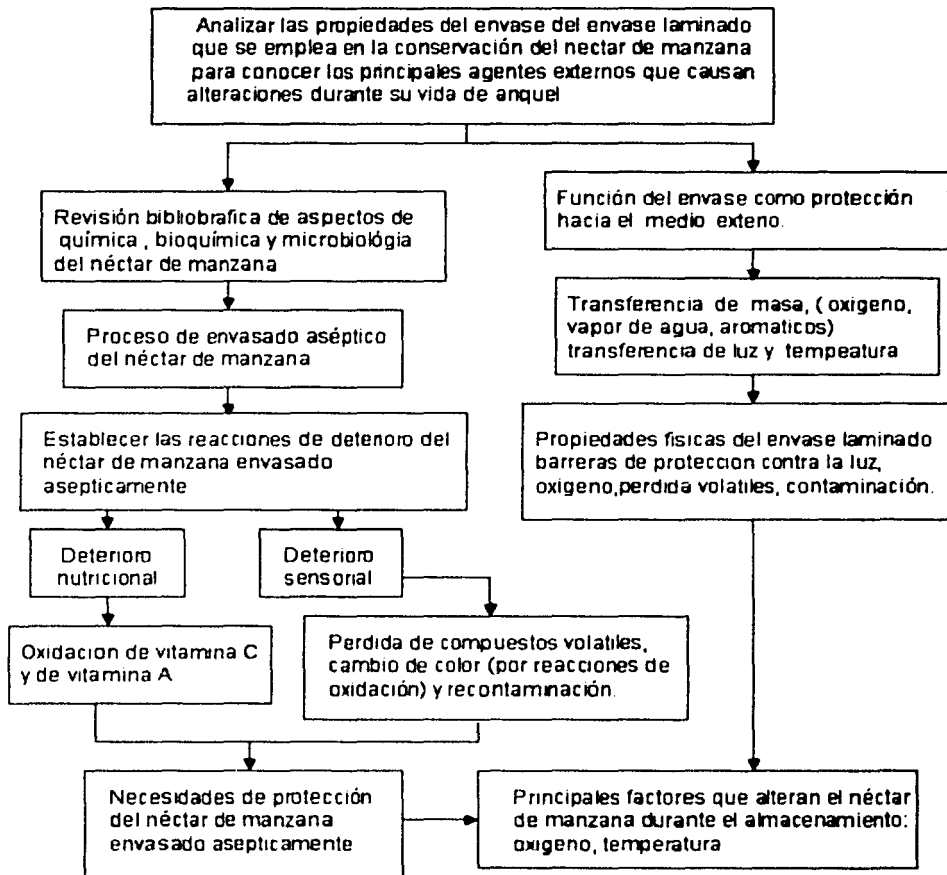 Analizar las propiedades del envase del envase laminado
que se emplea en la conservación del nectar de manzana
para conocer los principales agentes externos que causan
alteraciones durante su vida de anquel
Revisión bibliobrafica de aspectos de
química , bioquímica y microbiológia
del néctar de manzana
Proceso de envasado aséptico
del néctar de manzana
Establecer las reacciones de deterioro del
néctar de manzana envasado
asepticamente
Deterioro
nutricional
Deterioro
sensorial
Oxidacion de vitamina C
y de vitamina A
Perdida de compuestos volatiles,
cambio de color (por reacciones de
oxidación) y recontaminación.
Necesidades de protección
del néctar de manzana
envasado asepticamente
Función del envase como protección
hacia el medio exteno.
Transferencia de masa, ( oxigeno,
vapor de agua, aromaticos)
transferencia de luz y tempeatura
Propiedades fisicas del envase laminado
barreras de proteccion contra la luz,
oxigeno,perdida volatiles, contaminación.
Principales factores que alteran el néctar
de manzana durante el almacenamiento:
oxigeno, temperatura